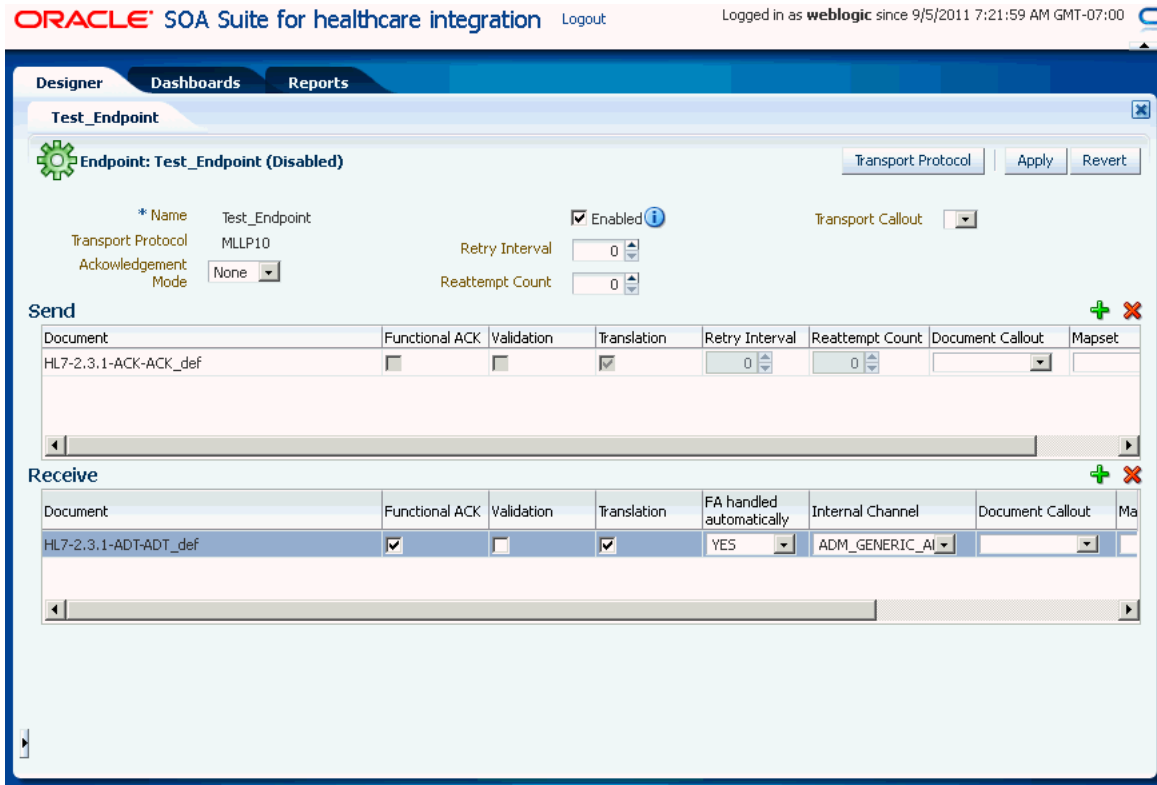 ORACLE SOA Suite for healthcare integration Logout Logged in as weblogic since 9/5/2011 7:21:59 AM GMT-07:00
Designer Dashboards Reports
Test_Endpoint
Endpoint: Test_Endpoint (Disabled) Transport Protocol Apply Revert
* Name Test_Endpoint Enabled Transport Callout
Transport Protocol MLLP10 Retry Interval 0
Ackowledgement
Mode None Reattempt Count 0
Send
Document Functional ACK Validation Translation Retry Interval Reattempt Count Document Callout Mapset
HL7-2.3.1-ACK-ACK_def 0 0
Receive
Document Functional ACK Validation Translation FA handled
automatically Internal Channel Document Callout Ma
HL7-2.3.1-ADT-ADT_def YES ADM_GENERIC_A